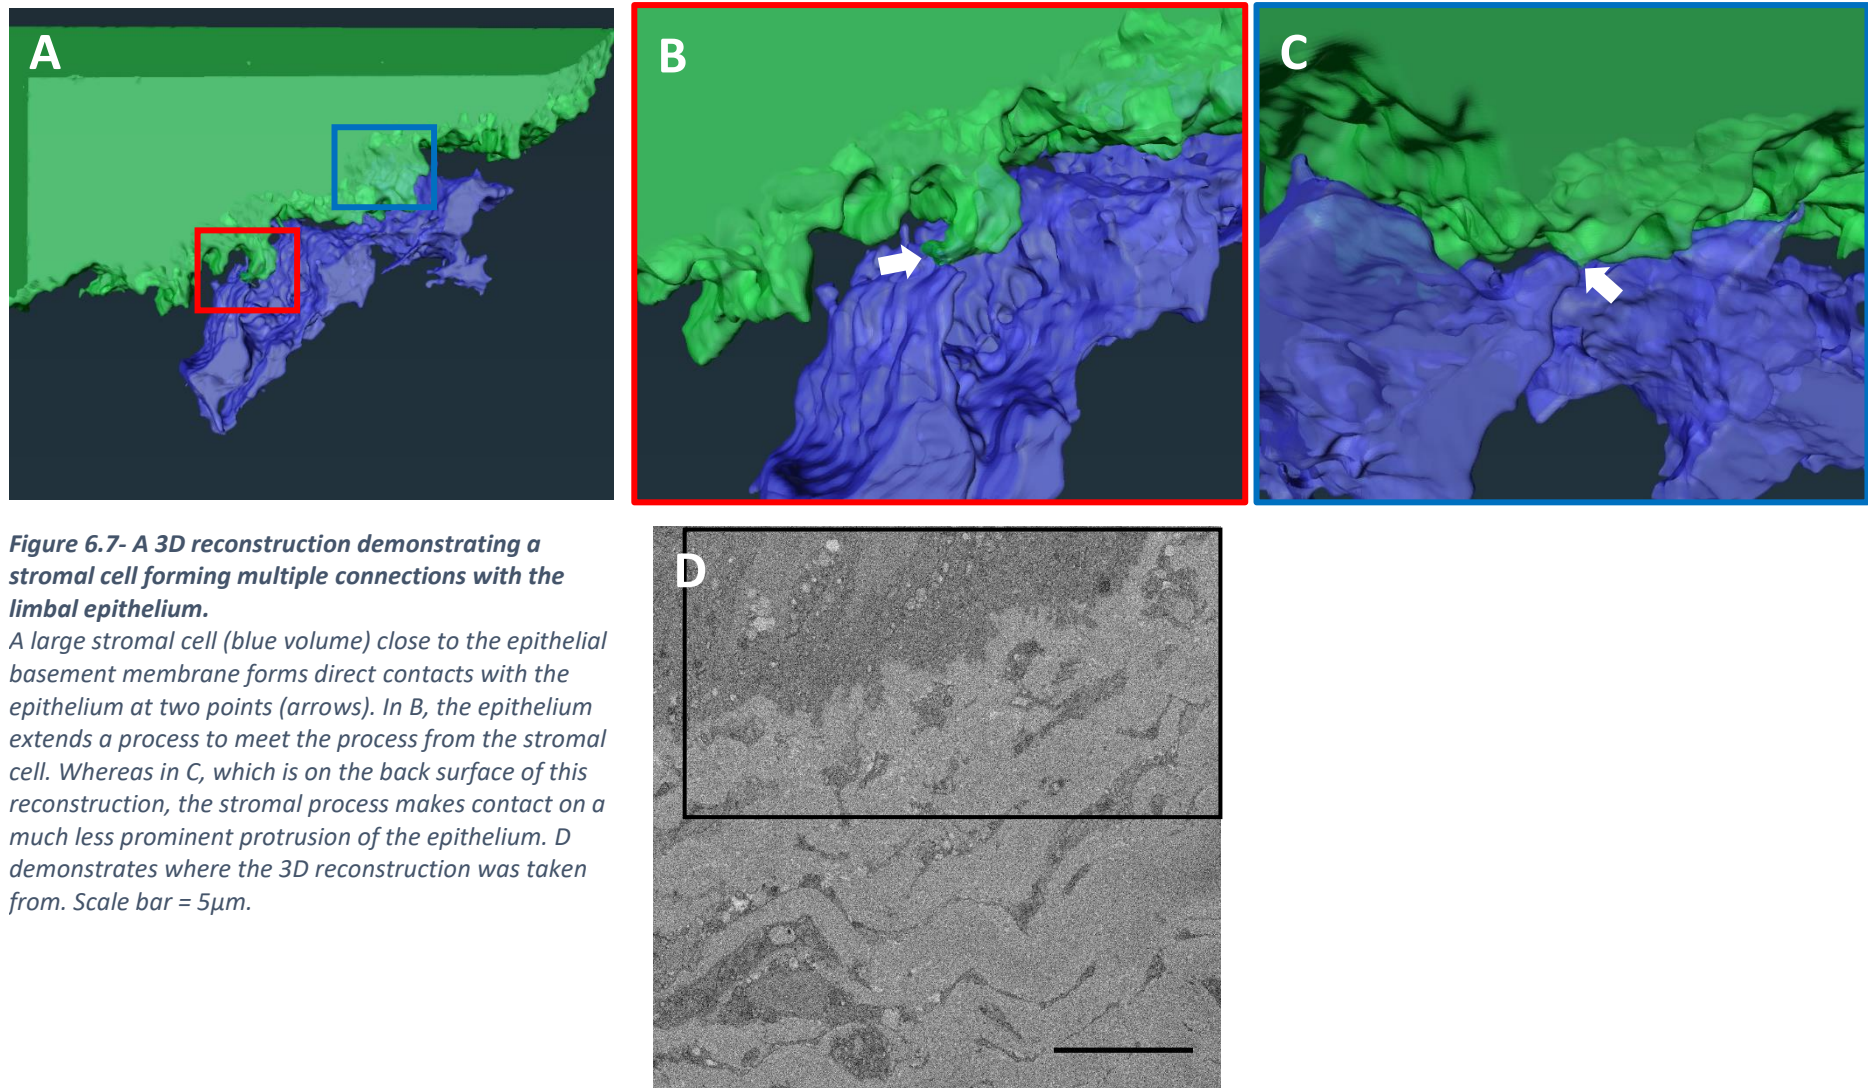 A
B
C
Figure 6.7- A 3D reconstruction demonstrating a
stromal cell forming multiple connections with the
limbal epithelium.
A large stromal cell (blue volume) close to the epithelial
basement membrane forms direct contacts with the
epithelium at two points (arrows). In B, the epithelium
extends a process to meet the process from the stromal
cell. Whereas in C, which is on the back surface of this
reconstruction, the stromal process makes contact on a
much less prominent protrusion of the epithelium. D
demonstrates where the 3D reconstruction was taken
from. Scale bar = 5μm.
D